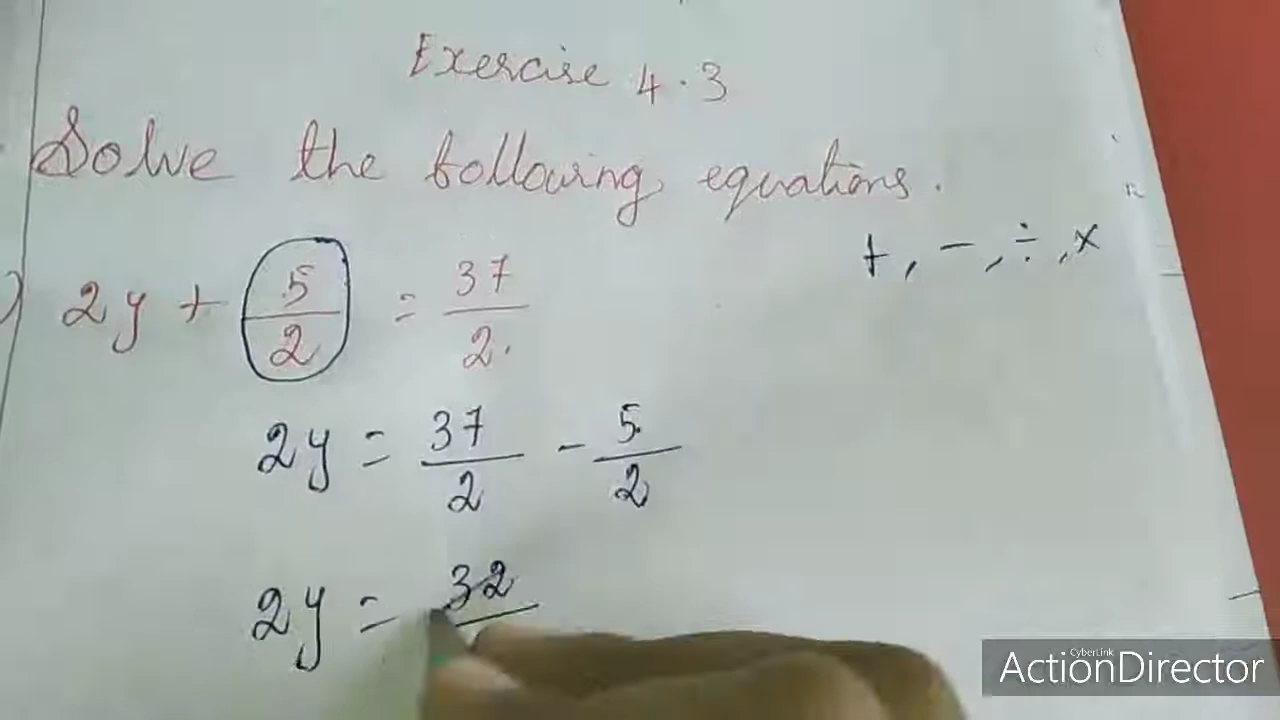 Exercise 4.3
Solve the following equations.
+, -, ÷, ×
) 2y + 5/2 = 37/2.
2y = 37/2 - 5/2
2y = 32
CyberLink
ActionDirector